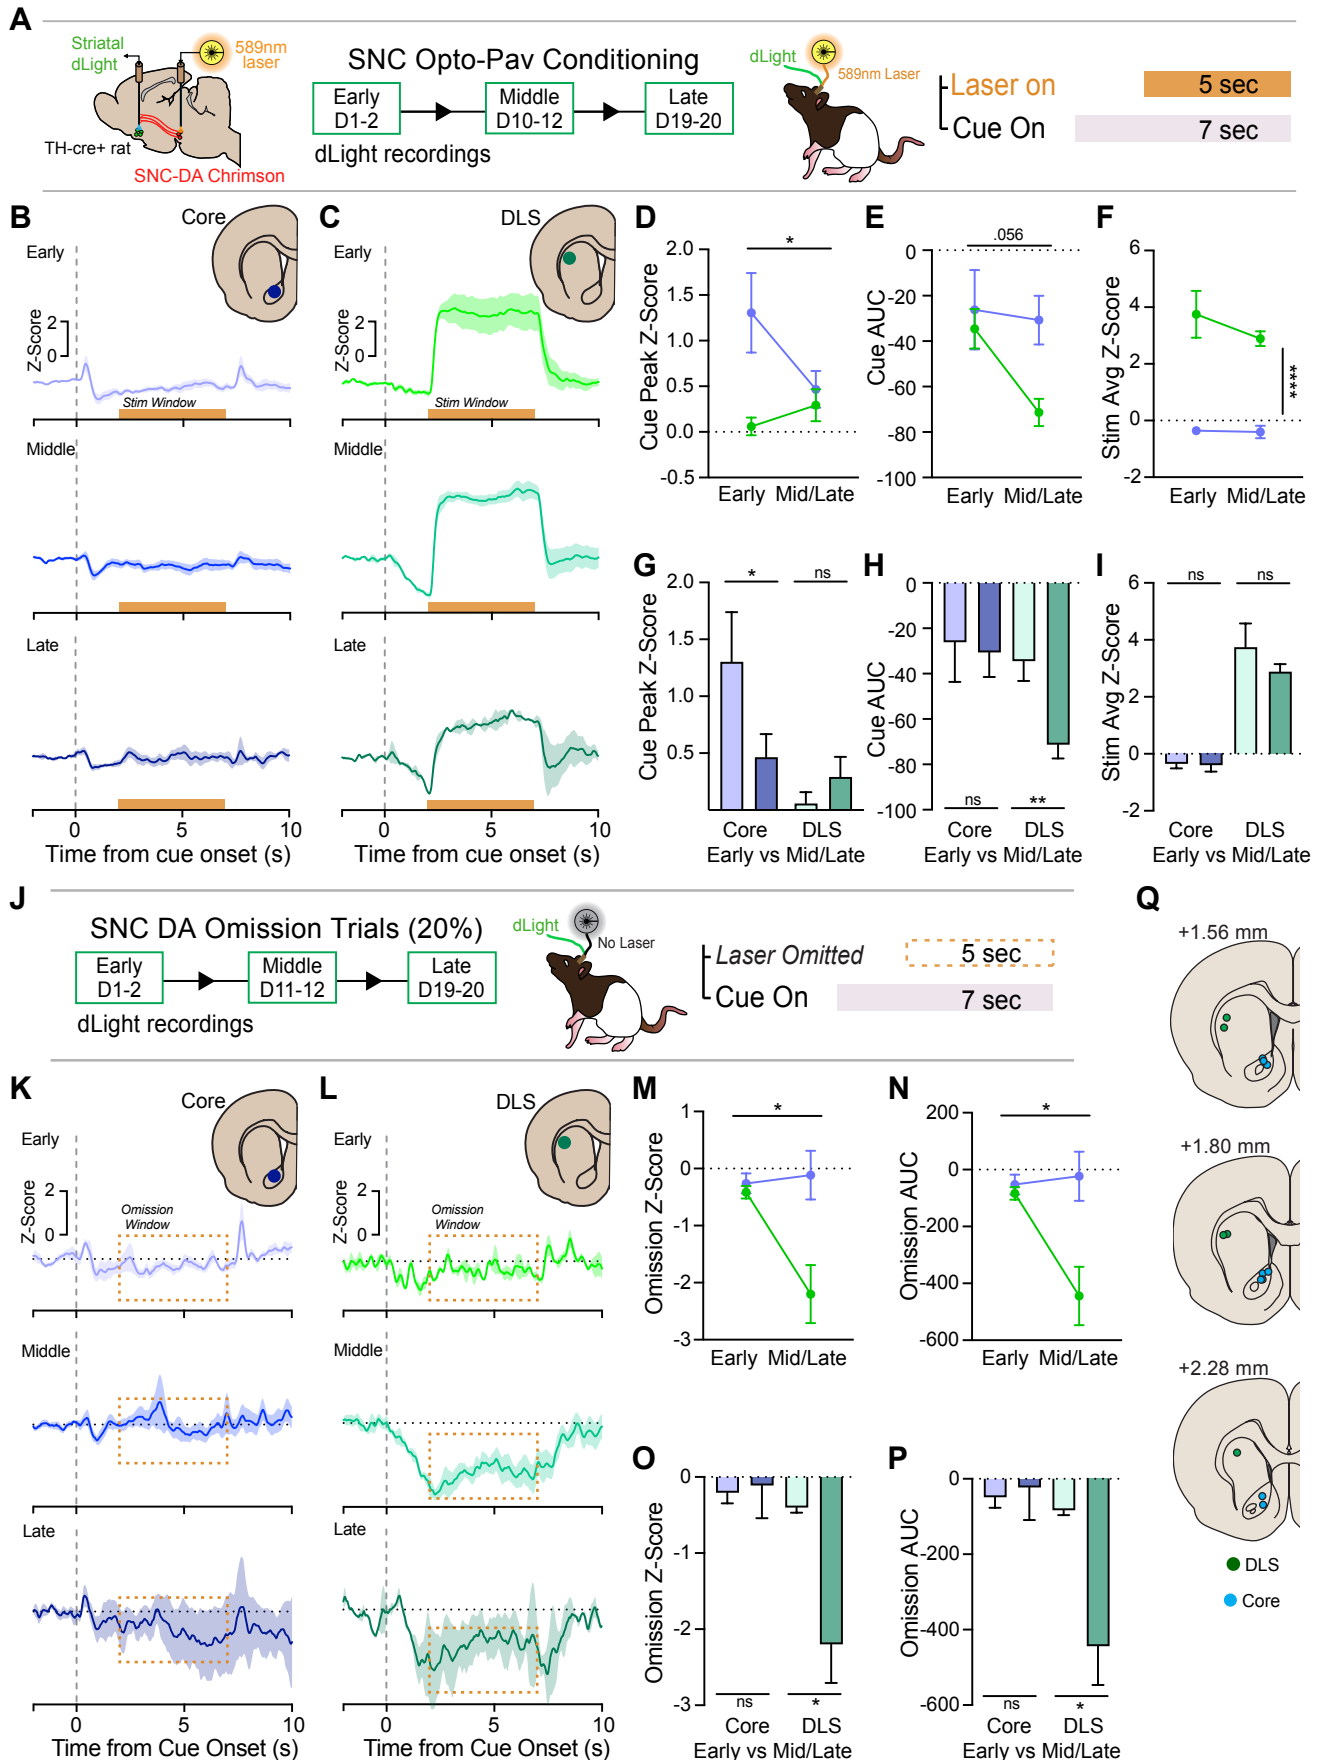 A
Striatal
dLight
589nm
laser
TH-cre+ rat
SNC-DA Chrimson
SNC Opto-Pav Conditioning
Early
D1-2
Middle
D10-12
Late
D19-20
dLight recordings
dLight
589nm Laser
Laser on
5 sec
Cue On
7 sec
B
Core
Early
Z-Score
2
0
Stim Window
Middle
Late
0
5
10
Time from cue onset (s)
C
DLS
Early
Z-Score
2
0
Stim Window
Middle
Late
0
5
10
Time from cue onset (s)
D
Cue Peak Z-Score
2.0
1.5
1.0
0.5
0.0
-0.5
*
Early Mid/Late
E
Cue AUC
0
-20
-40
-60
-80
-100
.056
Early Mid/Late
F
Stim Avg Z-Score
6
4
2
0
-2
****
Early Mid/Late
G
Cue Peak Z-Score
2.0
1.5
1.0
0.5
*
ns
Core DLS
Early vs Mid/Late
H
Cue AUC
0
-20
-40
-60
-80
-100
ns
**
Core DLS
Early vs Mid/Late
I
Stim Avg Z-Score
6
4
2
0
-2
ns
ns
Core DLS
Early vs Mid/Late
J
SNC DA Omission Trials (20%)
Early
D1-2
Middle
D11-12
Late
D19-20
dLight recordings
dLight
No Laser
Laser Omitted
5 sec
Cue On
7 sec
K
Core
Early
Z-Score
2
0
Omission
Window
Middle
Late
0
5
10
Time from Cue Onset (s)
L
DLS
Early
Z-Score
2
0
Omission
Window
Middle
Late
0
5
10
Time from Cue Onset (s)
M
Omission Z-Score
1
0
-1
-2
-3
*
Early Mid/Late
N
Omission AUC
200
0
-200
-400
-600
*
Early Mid/Late
O
Omission Z-Score
0
-1
-2
-3
ns
*
Core DLS
Early vs Mid/Late
P
Omission AUC
0
-200
-400
-600
ns
*
Core DLS
Early vs Mid/Late
Q
+1.56 mm
+1.80 mm
+2.28 mm
DLS
Core